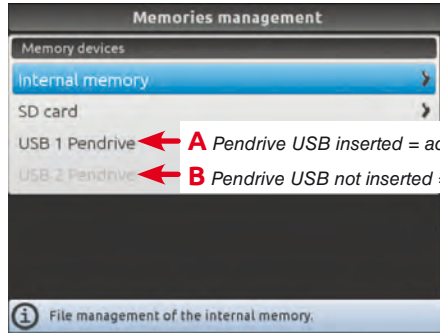 Memories management
Memory devices
Internal memory
SD card
USB 1 Pendrive A Pendrive USB inserted =
USB 2 Pendrive B Pendrive USB not inserted =
File management of the internal memory.